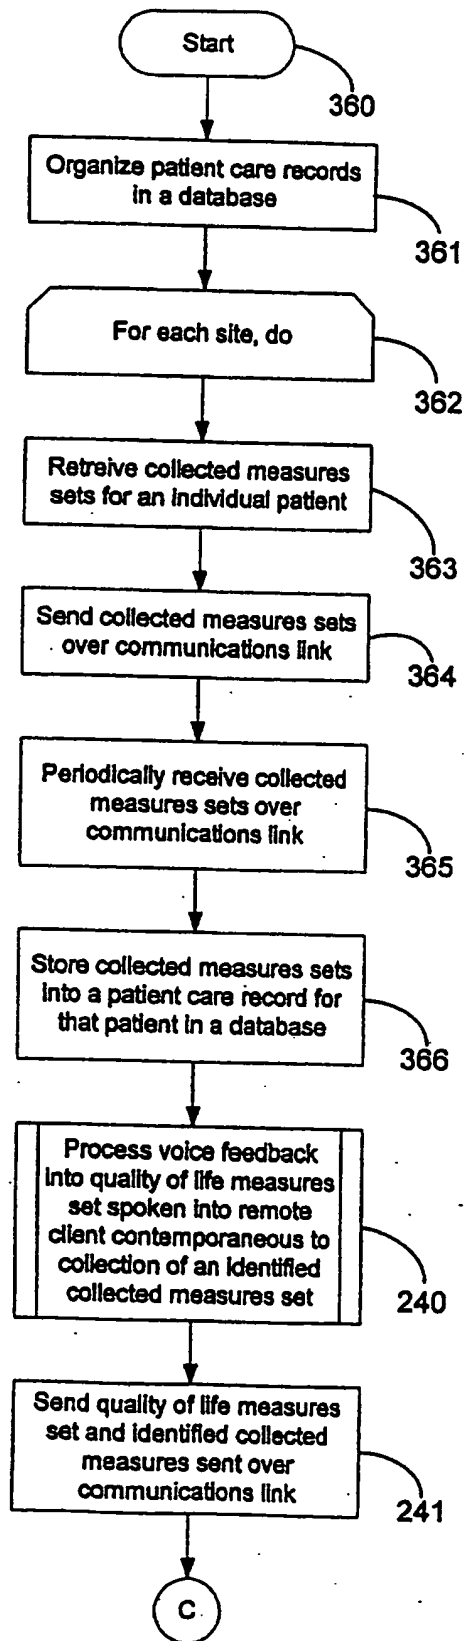 Start
360
Organize patient care records
in a database
361
For each site, do
362
Retreive collected measures
sets for an individual patient
363
Send collected measures sets
over communications link
364
Periodically receive collected
measures sets over
communications link
365
Store collected measures sets
into a patient care record for
that patient in a database
366
Process voice feedback
into quality of life measures
set spoken into remote
client contemporaneous to
collection of an identified
collected measures set
240
Send quality of life measures
set and identified collected
measures sent over
communications link
241
C